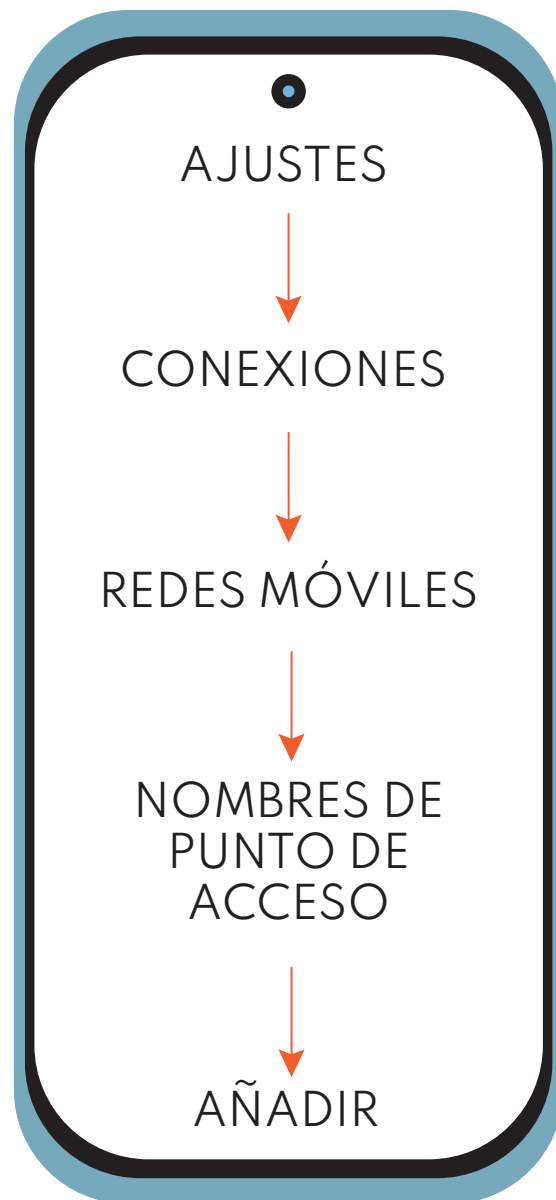 AJUSTES
CONEXIONES
REDES MÓVILES
NOMBRES DE
PUNTO DE
ACCESO
AÑADIR